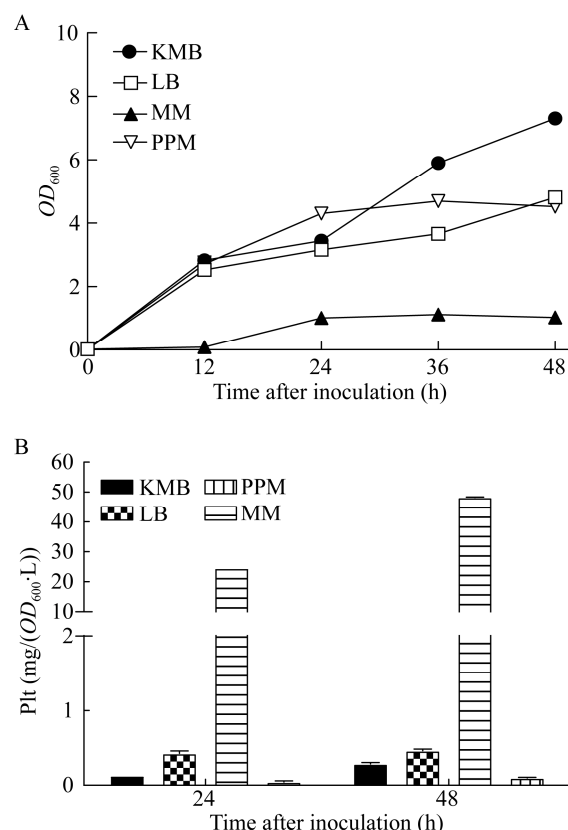 A
10
8
6
4
2
0
OD600
KMB
LB
MM
PPM
0 12 24 36 48
Time after inoculation (h)
B
60
50
40
30
20
10
2
1
0
Plt (mg/(OD600·L))
KMB PPM
LB MM
24 48
Time after inoculation (h)